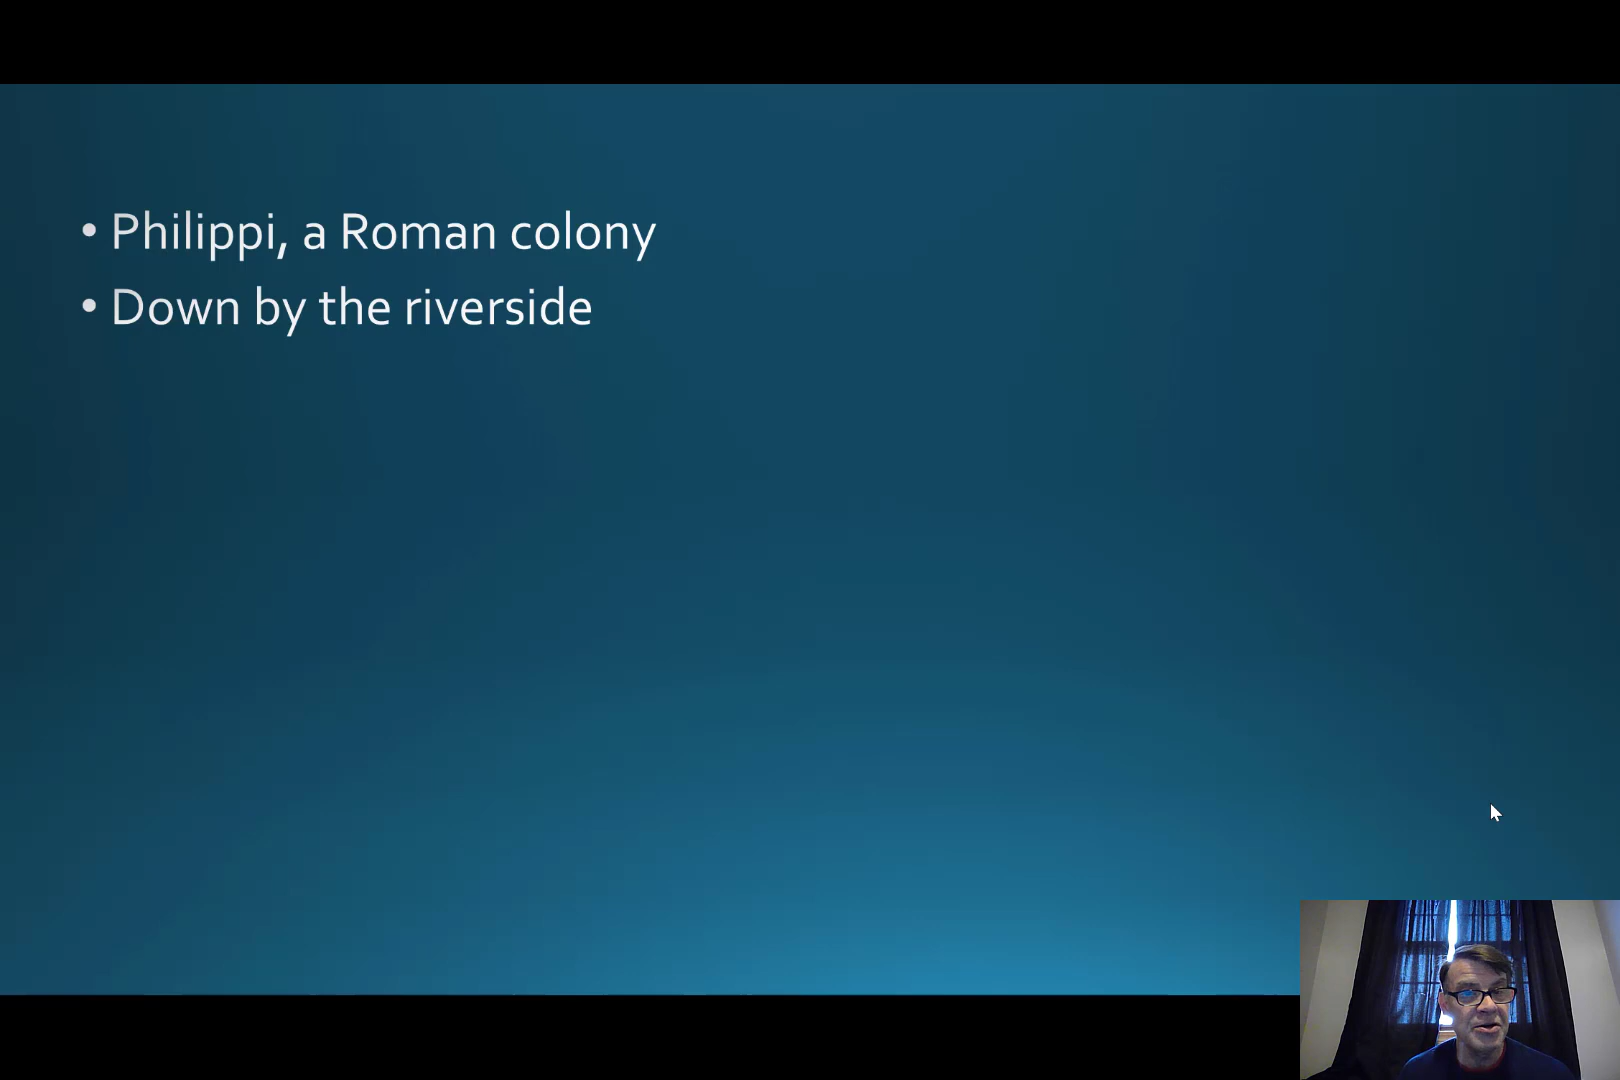 • Philippi, a Roman colony
• Down by the riverside